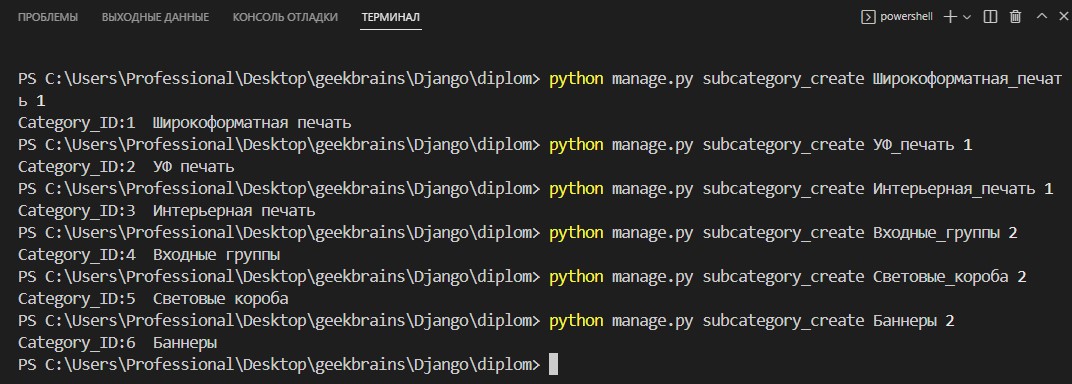 ПРОБЛЕМЫ ВЫХОДНЫЕ ДАННЫЕ КОНСОЛЬ ОТЛАДКИ ТЕРМИНАЛ powershell
PS C:\Users\Professional\Desktop\geekbrains\Django\diplom> python manage.py subcategory_create Широкоформатная_печат
ь 1
Category_ID:1  Широкоформатная печать
PS C:\Users\Professional\Desktop\geekbrains\Django\diplom> python manage.py subcategory_create УФ_печать 1
Category_ID:2  УФ печать
PS C:\Users\Professional\Desktop\geekbrains\Django\diplom> python manage.py subcategory_create Интерьерная_печать 1
Category_ID:3  Интерьерная печать
PS C:\Users\Professional\Desktop\geekbrains\Django\diplom> python manage.py subcategory_create Входные_группы 2
Category_ID:4  Входные группы
PS C:\Users\Professional\Desktop\geekbrains\Django\diplom> python manage.py subcategory_create Световые_короба 2
Category_ID:5  Световые короба
PS C:\Users\Professional\Desktop\geekbrains\Django\diplom> python manage.py subcategory_create Баннеры 2
Category_ID:6  Баннеры
PS C:\Users\Professional\Desktop\geekbrains\Django\diplom>